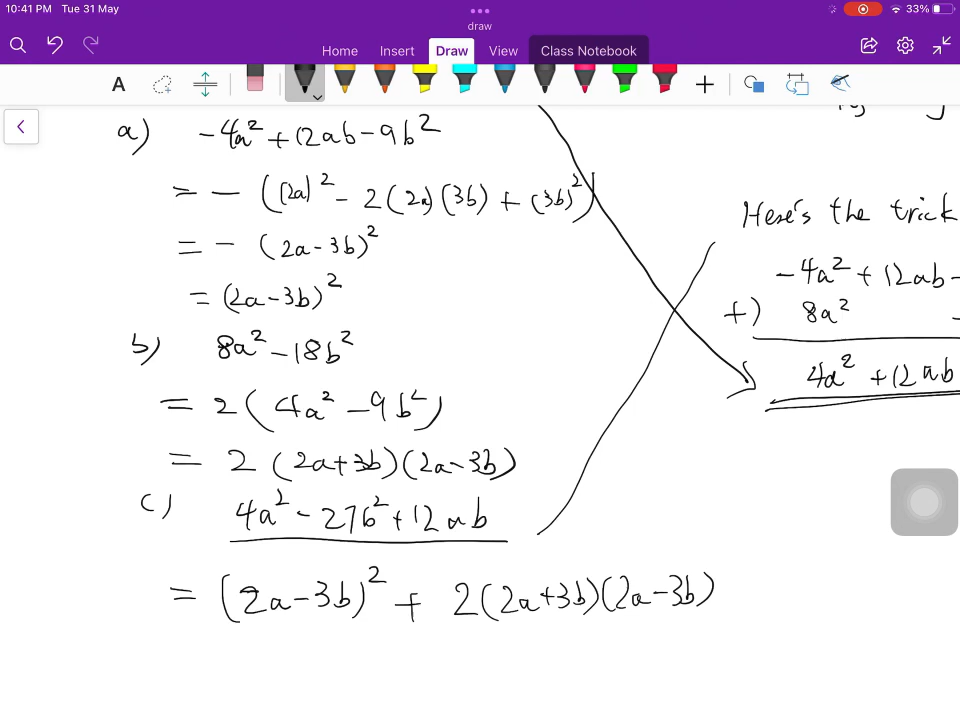 10:41 PM Tue 31 May
33%
draw
Home Insert Draw View Class Notebook
A
a) -4a² + 12ab - 9b²
= - ((2a)² - 2(2a)(3b) + (3b)²)
= - (2a - 3b)²
= (2a - 3b)²
b) 8a² - 18b²
= 2(4a² - 9b²)
= 2 (2a+3b)(2a-3b)
c) 4a² - 27b² + 12ab
= (2a - 3b)² + 2(2a+3b)(2a-3b)
Here's the trick
-4a² + 12ab -
+) 8a² -
4a² + 12ab